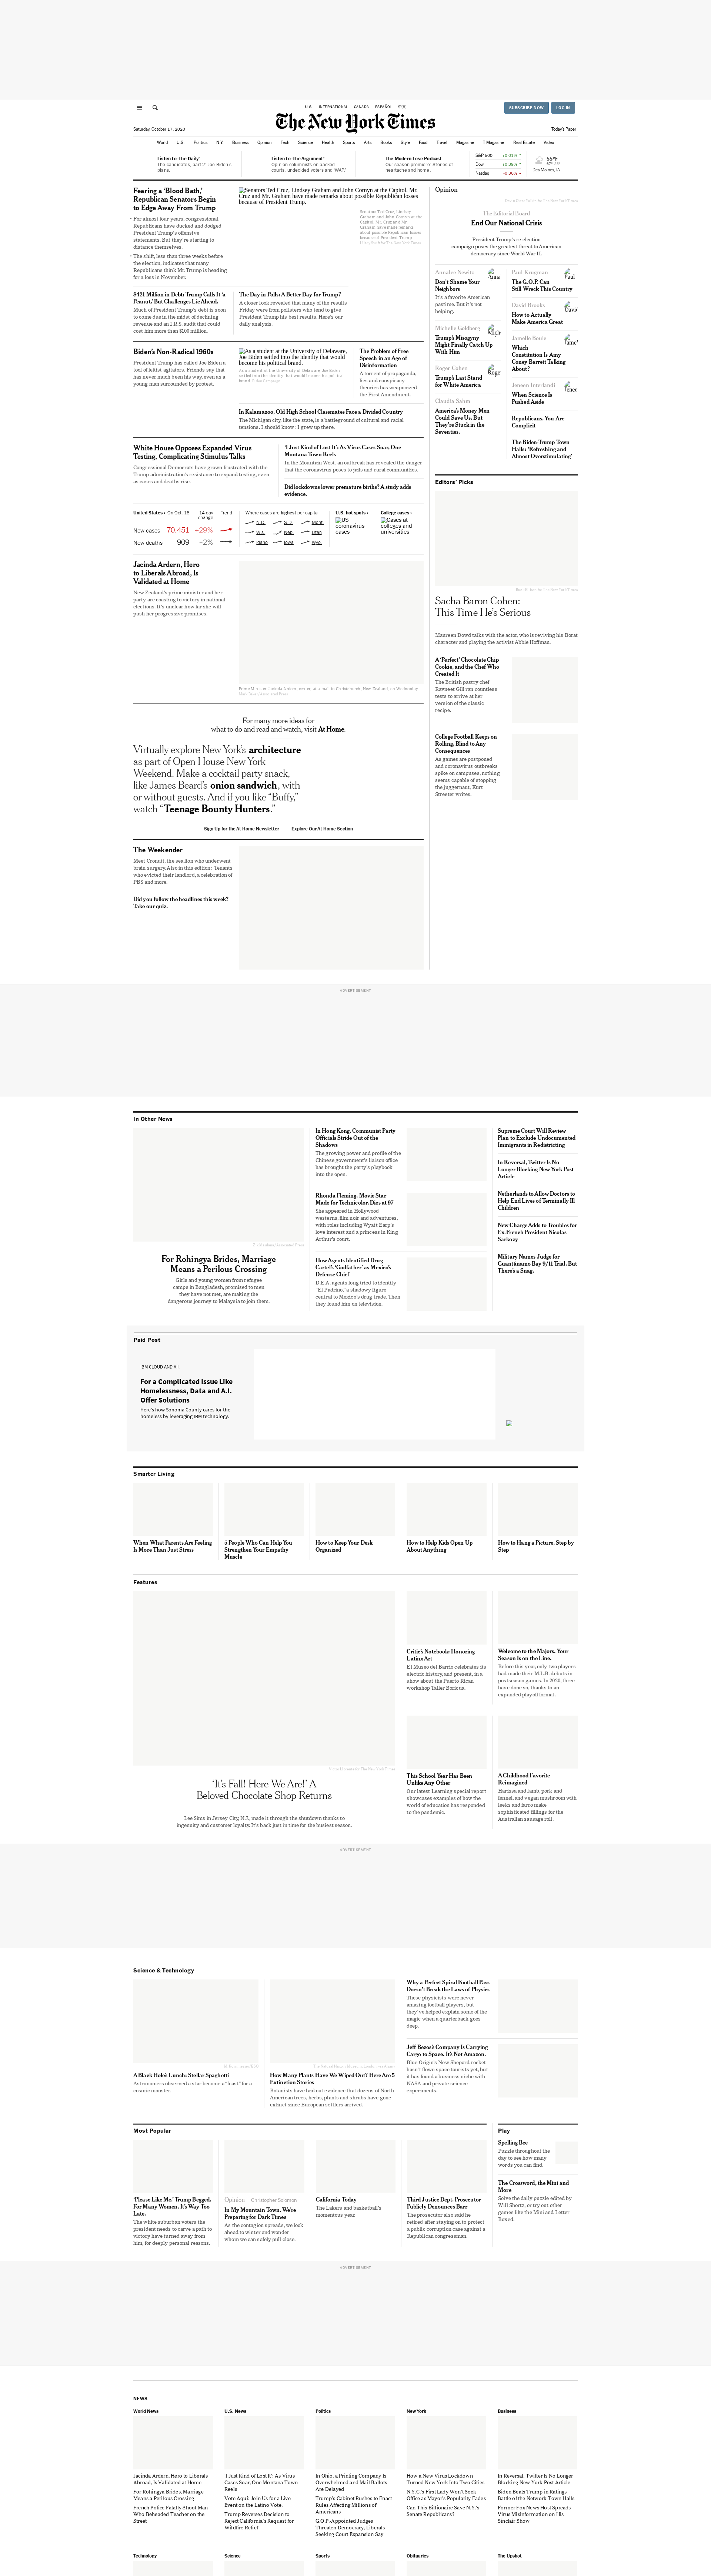 U.S.
INTERNATIONAL
CANADA
ESPAÑOL
中文
SUBSCRIBE NOW
LOG IN
The New York Times
Saturday, October 17, 2020
Today's Paper
World
U.S.
Politics
N.Y.
Business
Opinion
Tech
Science
Health
Sports
Arts
Books
Style
Food
Travel
Magazine
T Magazine
Real Estate
Video
Listen to 'The Daily'
The candidates, part 2: Joe Biden's
plans.
Listen to 'The Argument'
Opinion columnists on packed
courts, undecided voters and 'WAP.'
The Modern Love Podcast
Our season premiere: Stories of
heartache and home.
S&P 500 +0.01% ↑
Dow +0.39% ↑
Nasdaq -0.36% ↓
55°F
Des Moines, IA
Fearing a 'Blood Bath,'
Republican Senators Begin
to Edge Away From Trump
For almost four years, congressional
Republicans have ducked and dodged
President Trump's offensive
statements. But they're starting to
distance themselves.
The shift, less than three weeks before
the election, indicates that many
Republicans think Mr. Trump is heading
for a loss in November.
Senators Ted Cruz, Lindsey Graham and John Cornyn at the Capitol. Mr.
Cruz and Mr. Graham have made remarks about possible Republican losses
because of President Trump.
Senators Ted Cruz, Lindsey
Graham and John Cornyn at the
Capitol. Mr. Cruz and Mr.
Graham have made remarks
about possible Republican losses
because of President Trump.
$421 Million in Debt: Trump Calls It 'a
Peanut,' But Challenges Lie Ahead.
Much of President Trump's debt is soon
to come due in the midst of declining
revenue and an I.R.S. audit that could
cost him more than $100 million.
The Day in Polls: A Better Day for Trump?
A closer look revealed many of the results
Friday were from pollsters who tend to give
President Trump his best results. Here's our
daily analysis.
Biden's Non-Radical 1960s
President Trump has called Joe Biden a
tool of leftist agitators. Friends say that
has never much been his way, even as a
young man surrounded by protest.
As a student at the University of Delaware,
Joe Biden settled into the identity that would
become his political brand.
As a student at the University of Delaware, Joe Biden
settled into the identity that would become his political
brand.
The Problem of Free
Speech in an Age of
Disinformation
A torrent of propaganda,
lies and conspiracy
theories has weaponized
the First Amendment.
In Kalamazoo, Old High School Classmates Face a Divided Country
The Michigan city, like the state, is a battleground of cultural and racial
tensions. I should know: I grew up there.
White House Opposes Expanded Virus
Testing, Complicating Stimulus Talks
Congressional Democrats have grown frustrated with the
Trump administration's resistance to expand testing, even
as cases and deaths rise.
'I Just Kind of Lost It': As Virus Cases Soar, One
Montana Town Reels
In the Mountain West, an outbreak has revealed the danger
that the coronavirus poses to jails and rural communities.
Did lockdowns lower premature births? A study adds
evidence.
United States ›
On Oct. 16
14-day
change
Trend
New cases 70,451 +29%
New deaths 909 –2%
Where cases are highest per capita
N.D.
S.D.
Mont.
Wis.
Neb.
Utah
Idaho
Iowa
Wyo.
U.S. hot spots ›
US
coronavirus
cases
College cases ›
Cases at
colleges and
universities
Jacinda Ardern, Hero
to Liberals Abroad, Is
Validated at Home
New Zealand's prime minister and her
party are coasting to victory in national
elections. It's unclear how far she will
push her progressive promises.
Prime Minister Jacinda Ardern, center, at a mall in Christchurch, New Zealand, on Wednesday.
For many more ideas for
what to do and read and watch, visit At Home.
Virtually explore New York's architecture
as part of Open House New York
Weekend. Make a cocktail party snack,
like James Beard's onion sandwich, with
or without guests. And if you like "Buffy,"
watch "Teenage Bounty Hunters."
Sign Up for the At Home Newsletter
Explore Our At Home Section
The Weekender
Meet Cronutt, the sea lion who underwent
brain surgery. Also in this edition: Tenants
who evicted their landlord, a celebration of
PBS and more.
Did you follow the headlines this week?
Take our quiz.
Opinion
The Editorial Board
End Our National Crisis
President Trump's re-election
campaign poses the greatest threat to American
democracy since World War II.
Annalee Newitz
Don't Shame Your
Neighbors
It's a favorite American
pastime. But it's not
helping.
Michelle Goldberg
Trump's Misogyny
Might Finally Catch Up
With Him
Roger Cohen
Trump's Last Stand
for White America
Claudia Sahm
America's Money Men
Could Save Us. But
They're Stuck in the
Seventies.
Paul Krugman
The G.O.P. Can
Still Wreck This Country
David Brooks
How to Actually
Make America Great
Jamelle Bouie
Which
Constitution Is Amy
Coney Barrett Talking
About?
Jeneen Interlandi
When Science Is
Pushed Aside
Republicans, You Are
Complicit
The Biden-Trump Town
Halls: 'Refreshing and
Almost Overstimulating'
Editors' Picks
Sacha Baron Cohen:
This Time He's Serious
Maureen Dowd talks with the actor, who is reviving his Borat
character and playing the activist Abbie Hoffman.
A 'Perfect' Chocolate Chip
Cookie, and the Chef Who
Created It
The British pastry chef
Ravneet Gill ran countless
tests to arrive at her
version of the classic
recipe.
College Football Keeps on
Rolling, Blind to Any
Consequences
As games are postponed
and coronavirus outbreaks
spike on campuses, nothing
seems capable of stopping
the juggernaut, Kurt
Streeter writes.
ADVERTISEMENT
In Other News
For Rohingya Brides, Marriage
Means a Perilous Crossing
Girls and young women from refugee
camps in Bangladesh, promised to men
they have not met, are making the
dangerous journey to Malaysia to join them.
In Hong Kong, Communist Party
Officials Stride Out of the
Shadows
The growing power and profile of the
Chinese government's liaison office
has brought the party's playbook
into the open.
Rhonda Fleming, Movie Star
Made for Technicolor, Dies at 97
She appeared in Hollywood
westerns, film noir and adventures,
with roles including Wyatt Earp's
love interest and a princess in King
Arthur's court.
How Agents Identified Drug
Cartel's 'Godfather' as Mexico's
Defense Chief
D.E.A. agents long tried to identify
"El Padrino," a shadowy figure
central to Mexico's drug trade. Then
they found him on television.
Supreme Court Will Review
Plan to Exclude Undocumented
Immigrants in Redistricting
In Reversal, Twitter Is No
Longer Blocking New York Post
Article
Netherlands to Allow Doctors to
Help End Lives of Terminally Ill
Children
New Charge Adds to Troubles for
Ex-French President Nicolas
Sarkozy
Military Names Judge for
Guantánamo Bay 9/11 Trial. But
There's a Snag.
Paid Post
IBM CLOUD AND A.I.
For a Complicated Issue Like
Homelessness, Data and A.I.
Offer Solutions
Here's how Sonoma County cares for the
homeless by leveraging IBM technology.
Smarter Living
When What Parents Are Feeling
Is More Than Just Stress
5 People Who Can Help You
Strengthen Your Empathy
Muscle
How to Keep Your Desk
Organized
How to Help Kids Open Up
About Anything
How to Hang a Picture, Step by
Step
Features
'It's Fall! Here We Are!' A
Beloved Chocolate Shop Returns
Lee Sims in Jersey City, N.J., made it through the shutdown thanks to
ingenuity and customer loyalty. It's back just in time for the busiest season.
Critic's Notebook: Honoring
Latinx Art
El Museo del Barrio celebrates its
electric history, and present, in a
show about the Puerto Rican
workshop Taller Boricua.
Welcome to the Majors. Your
Season Is on the Line.
Before this year, only two players
had made their M.L.B. debuts in
postseason games. In 2020, three
have done so, thanks to an
expanded playoff format.
This School Year Has Been
Unlike Any Other
Our latest Learning special report
showcases examples of how the
world of education has responded
to the pandemic.
A Childhood Favorite
Reimagined
Harissa and lamb, pork and
fennel, and vegan mushroom with
leeks and farro make
sophisticated fillings for the
Australian sausage roll.
ADVERTISEMENT
Science & Technology
A Black Hole's Lunch: Stellar Spaghetti
Astronomers observed a star become a "feast" for a
cosmic monster.
How Many Plants Have We Wiped Out? Here Are 5
Extinction Stories
Botanists have laid out evidence that dozens of North
American trees, herbs, plants and shrubs have gone
extinct since European settlers arrived.
Why a Perfect Spiral Football Pass
Doesn't Break the Laws of Physics
These physicists were never
amazing football players, but
they've helped explain some of the
magic when a quarterback goes
deep.
Jeff Bezos's Company Is Carrying
Cargo to Space. It's Not Amazon.
Blue Origin's New Shepard rocket
hasn't flown space tourists yet, but
it has found a business niche with
NASA and private science
experiments.
Most Popular
'Please Like Me,' Trump Begged.
For Many Women, It's Way Too
Late.
The white suburban voters the
president needs to carve a path to
victory have turned away from
him, for deeply personal reasons.
Opinion
Christopher Solomon
In My Mountain Town, We're
Preparing for Dark Times
As the contagion spreads, we look
ahead to winter and wonder
whom we can safely pull close.
California Today
The Lakers and basketball's
momentous year.
Third Justice Dept. Prosecutor
Publicly Denounces Barr
The prosecutor also said he
retired after staying on to protect
a public corruption case against a
Republican congressman.
Play
Spelling Bee
Puzzle throughout the
day to see how many
words you can find.
The Crossword, the Mini and
More
Solve the daily puzzle edited by
Will Shortz, or try out other
games like the Mini and Letter
Boxed.
ADVERTISEMENT
NEWS
World News
Jacinda Ardern, Hero to Liberals
Abroad, Is Validated at Home
For Rohingya Brides, Marriage
Means a Perilous Crossing
French Police Fatally Shoot Man
Who Beheaded Teacher on the
Street
U.S. News
'I Just Kind of Lost It': As Virus
Cases Soar, One Montana Town
Reels
Vote Aquí: Join Us for a Live
Event on the Latino Vote.
Trump Reverses Decision to
Reject California's Request for
Wildfire Relief
Politics
In Ohio, a Printing Company Is
Overwhelmed and Mail Ballots
Are Delayed
Trump's Cabinet Rushes to Enact
Rules Affecting Millions of
Americans
G.O.P.-Appointed Judges
Threaten Democracy, Liberals
Seeking Court Expansion Say
New York
How a New Virus Lockdown
Turned New York Into Two Cities
N.Y.C.'s First Lady Won't Seek
Office as Mayor's Popularity Fades
Can This Billionaire Save N.Y.'s
Senate Republicans?
Business
In Reversal, Twitter Is No Longer
Blocking New York Post Article
Biden Beats Trump in Ratings
Battle of the Network Town Halls
Former Fox News Host Spreads
Virus Misinformation on His
Sinclair Show
Technology
Science
Sports
Obituaries
The Upshot